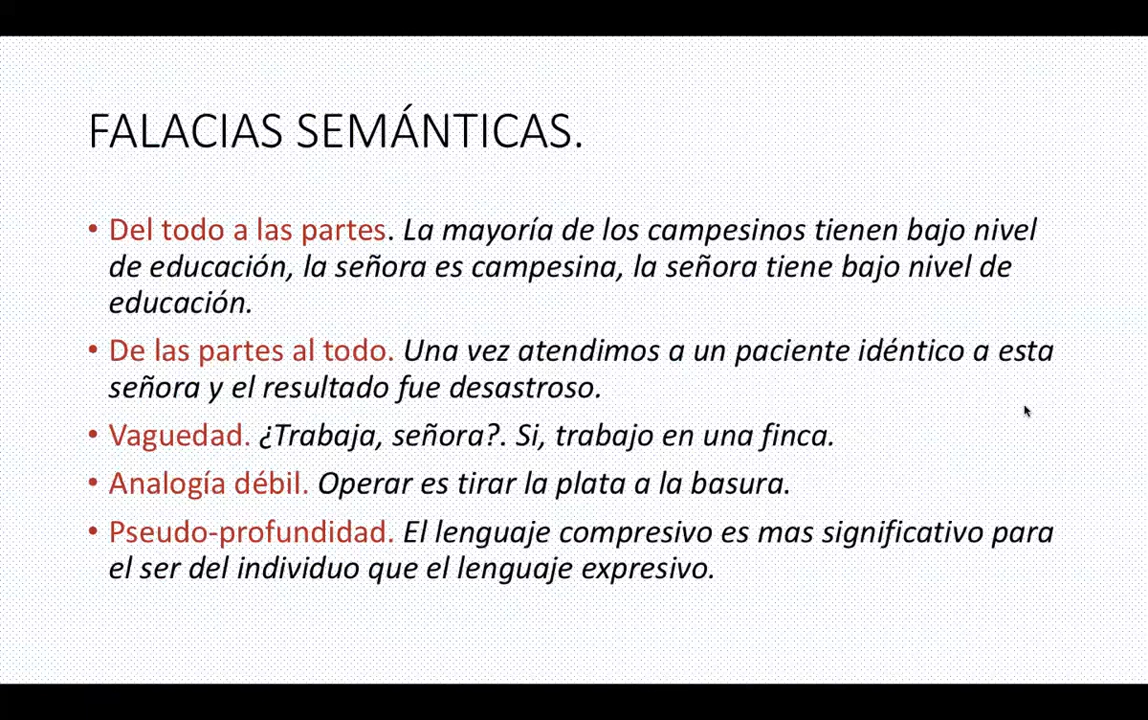 FALACIAS SEMÁNTICAS.
• Del todo a las partes. La mayoría de los campesinos tienen bajo nivel
de educación, la señora es campesina, la señora tiene bajo nivel de
educación.
• De las partes al todo. Una vez atendimos a un paciente idéntico a esta
señora y el resultado fue desastroso.
• Vaguedad. ¿Trabaja, señora?. Si, trabajo en una finca.
• Analogía débil. Operar es tirar la plata a la basura.
• Pseudo-profundidad. El lenguaje compresivo es mas significativo para
el ser del individuo que el lenguaje expresivo.